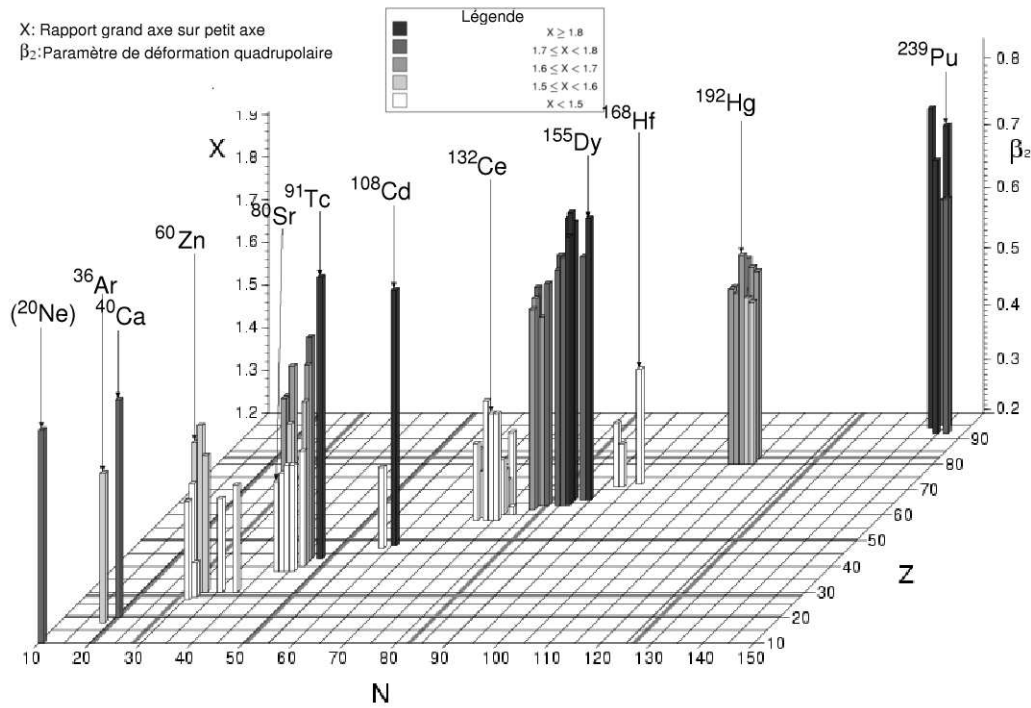 X: Rapport grand axe sur petit axe
β₂:Paramètre de déformation quadrupolaire
Légende
X ≥ 1.8
1.7 ≤ X < 1.8
1.6 ≤ X < 1.7
1.5 ≤ X < 1.6
X < 1.5
(²⁰Ne)
³⁶Ar
⁴⁰Ca
⁶⁰Zn
⁸⁰Sr
⁹¹Tc
¹⁰⁸Cd
¹³²Ce
¹⁵⁵Dy
¹⁶⁸Hf
¹⁹²Hg
²³⁹Pu
X
1.9
1.8
1.7
1.6
1.5
1.4
1.3
1.2
β₂
0.8
0.7
0.6
0.5
0.4
0.3
0.2
90
80
70
60
50
40
30
20
10
Z
10 20 30 40 50 60 70 80 90 100 110 120 130 140 150
N